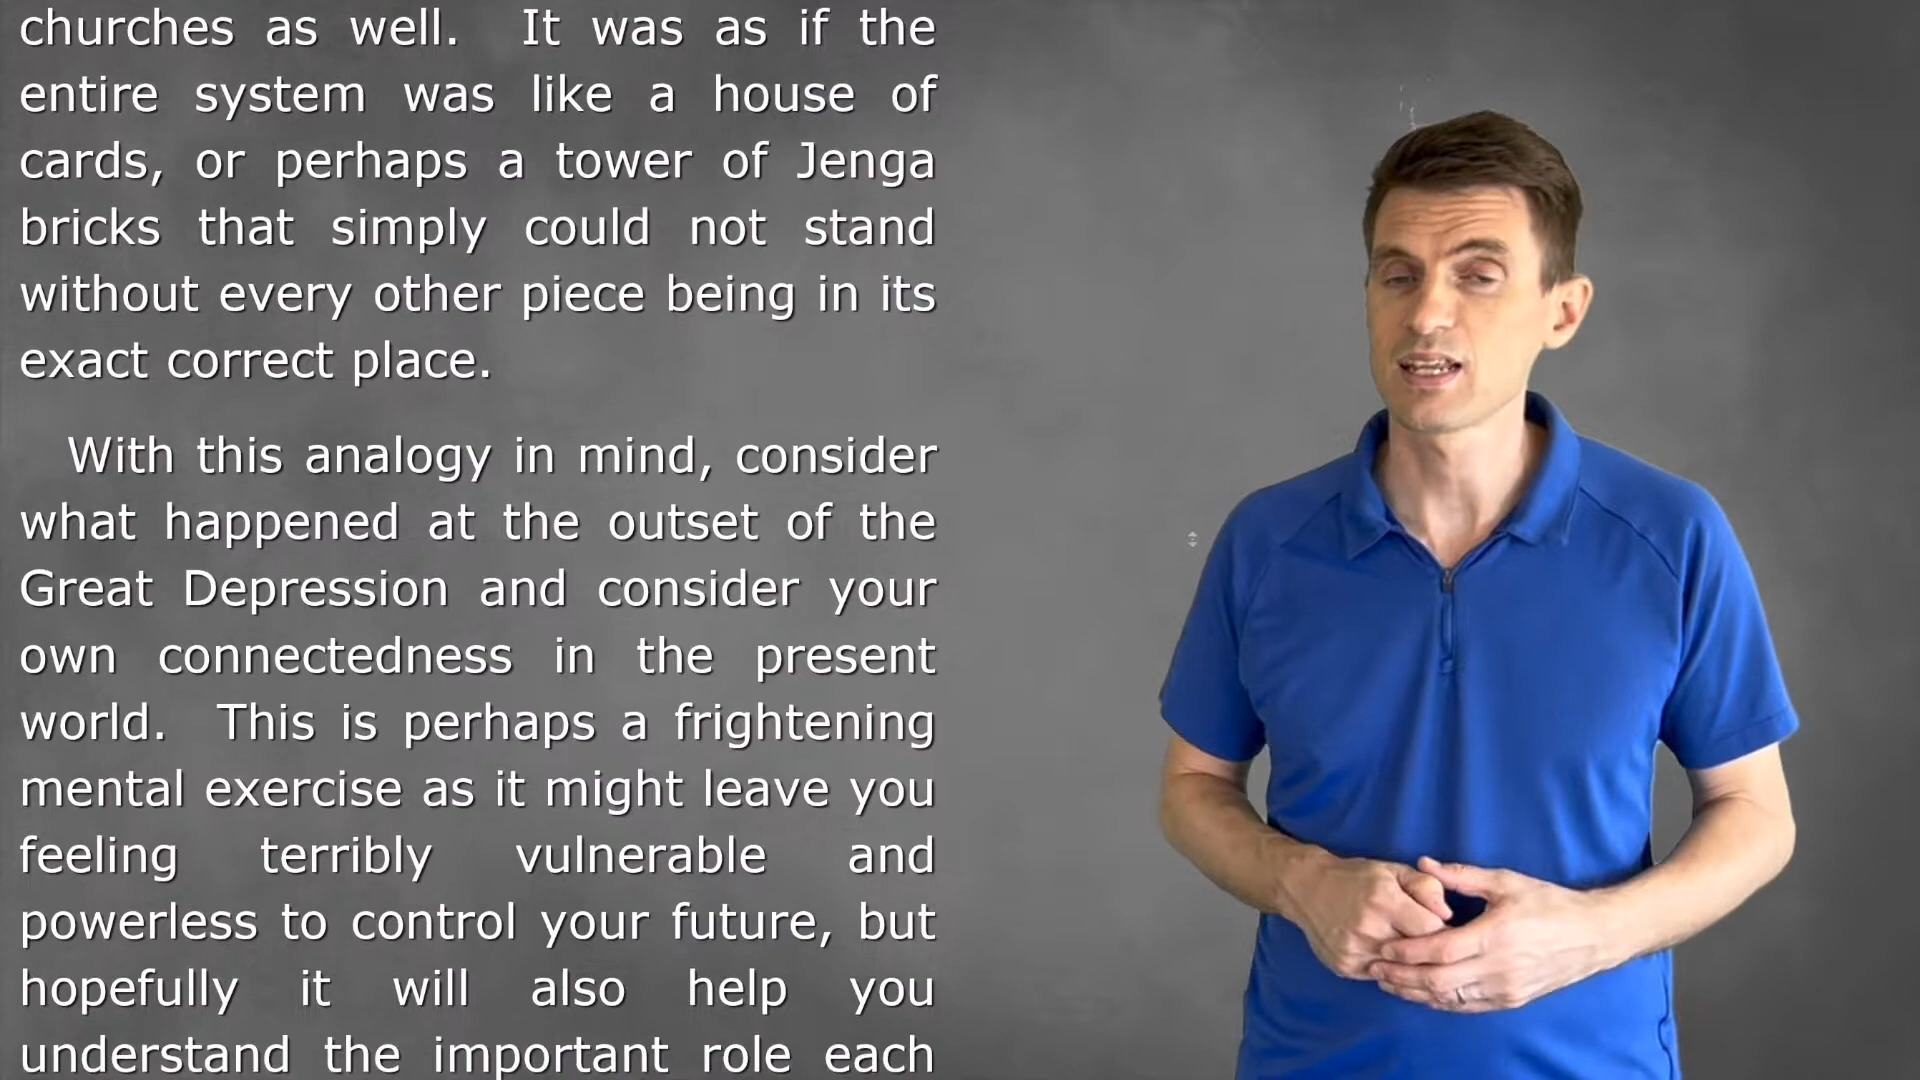 churches as well. It was as if the
entire system was like a house of
cards, or perhaps a tower of Jenga
bricks that simply could not stand
without every other piece being in its
exact correct place.
With this analogy in mind, consider
what happened at the outset of the
Great Depression and consider your
own connectedness in the present
world. This is perhaps a frightening
mental exercise as it might leave you
feeling terribly vulnerable and
powerless to control your future, but
hopefully it will also help you
understand the important role each